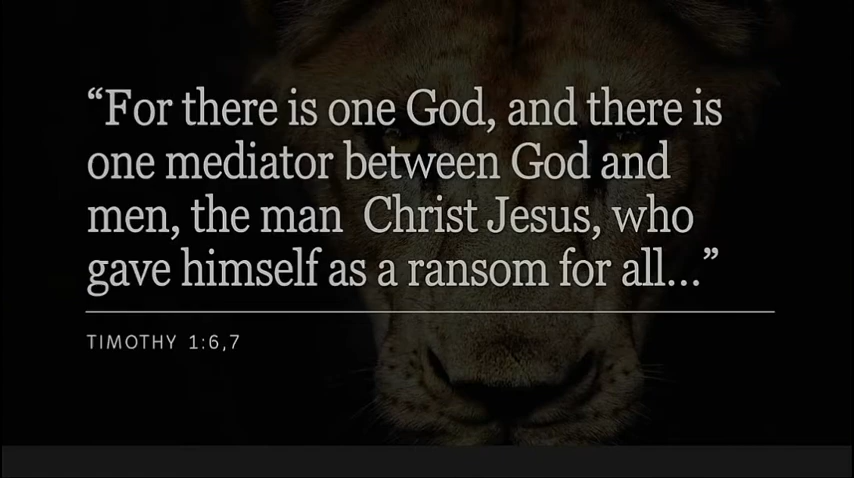 “For there is one God, and there is
one mediator between God and
men, the man  Christ Jesus, who
gave himself as a ransom for all...”
TIMOTHY 1:6,7